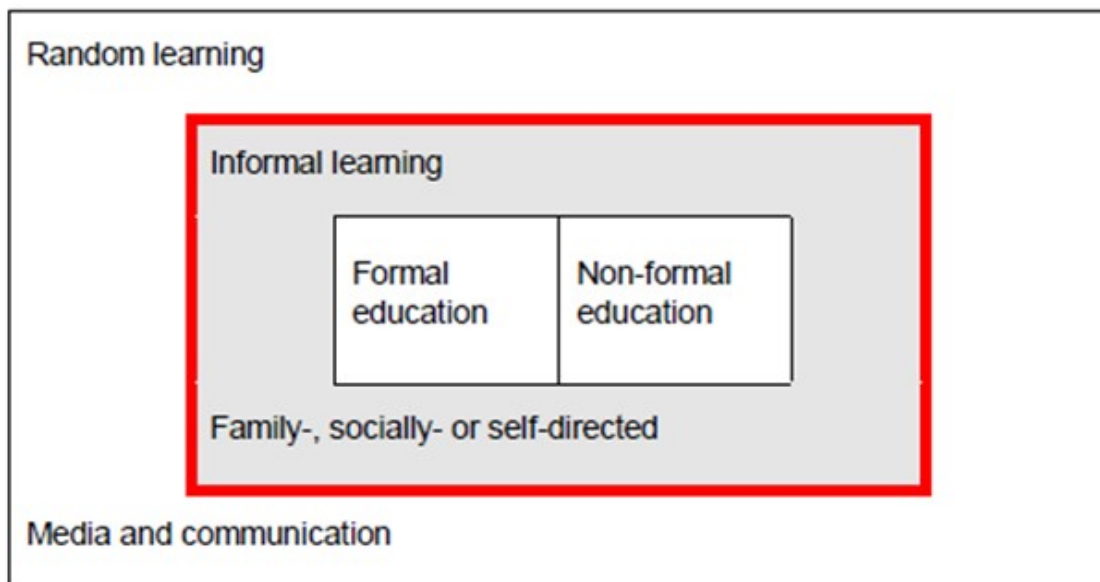 Random learning
Informal learning
Formal
education
Non-formal
education
Family-, socially- or self-directed
Media and communication